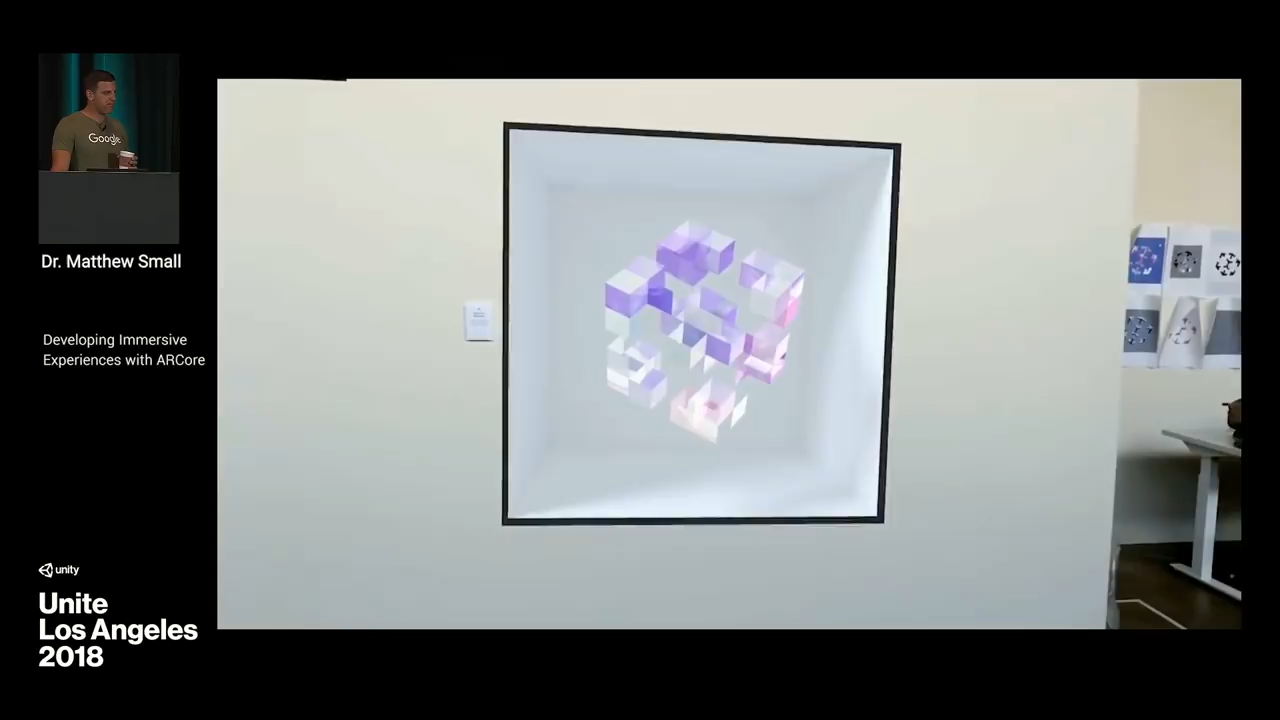 Google
Dr. Matthew Small
Developing Immersive
Experiences with ARCore
unity
Unite
Los Angeles
2018